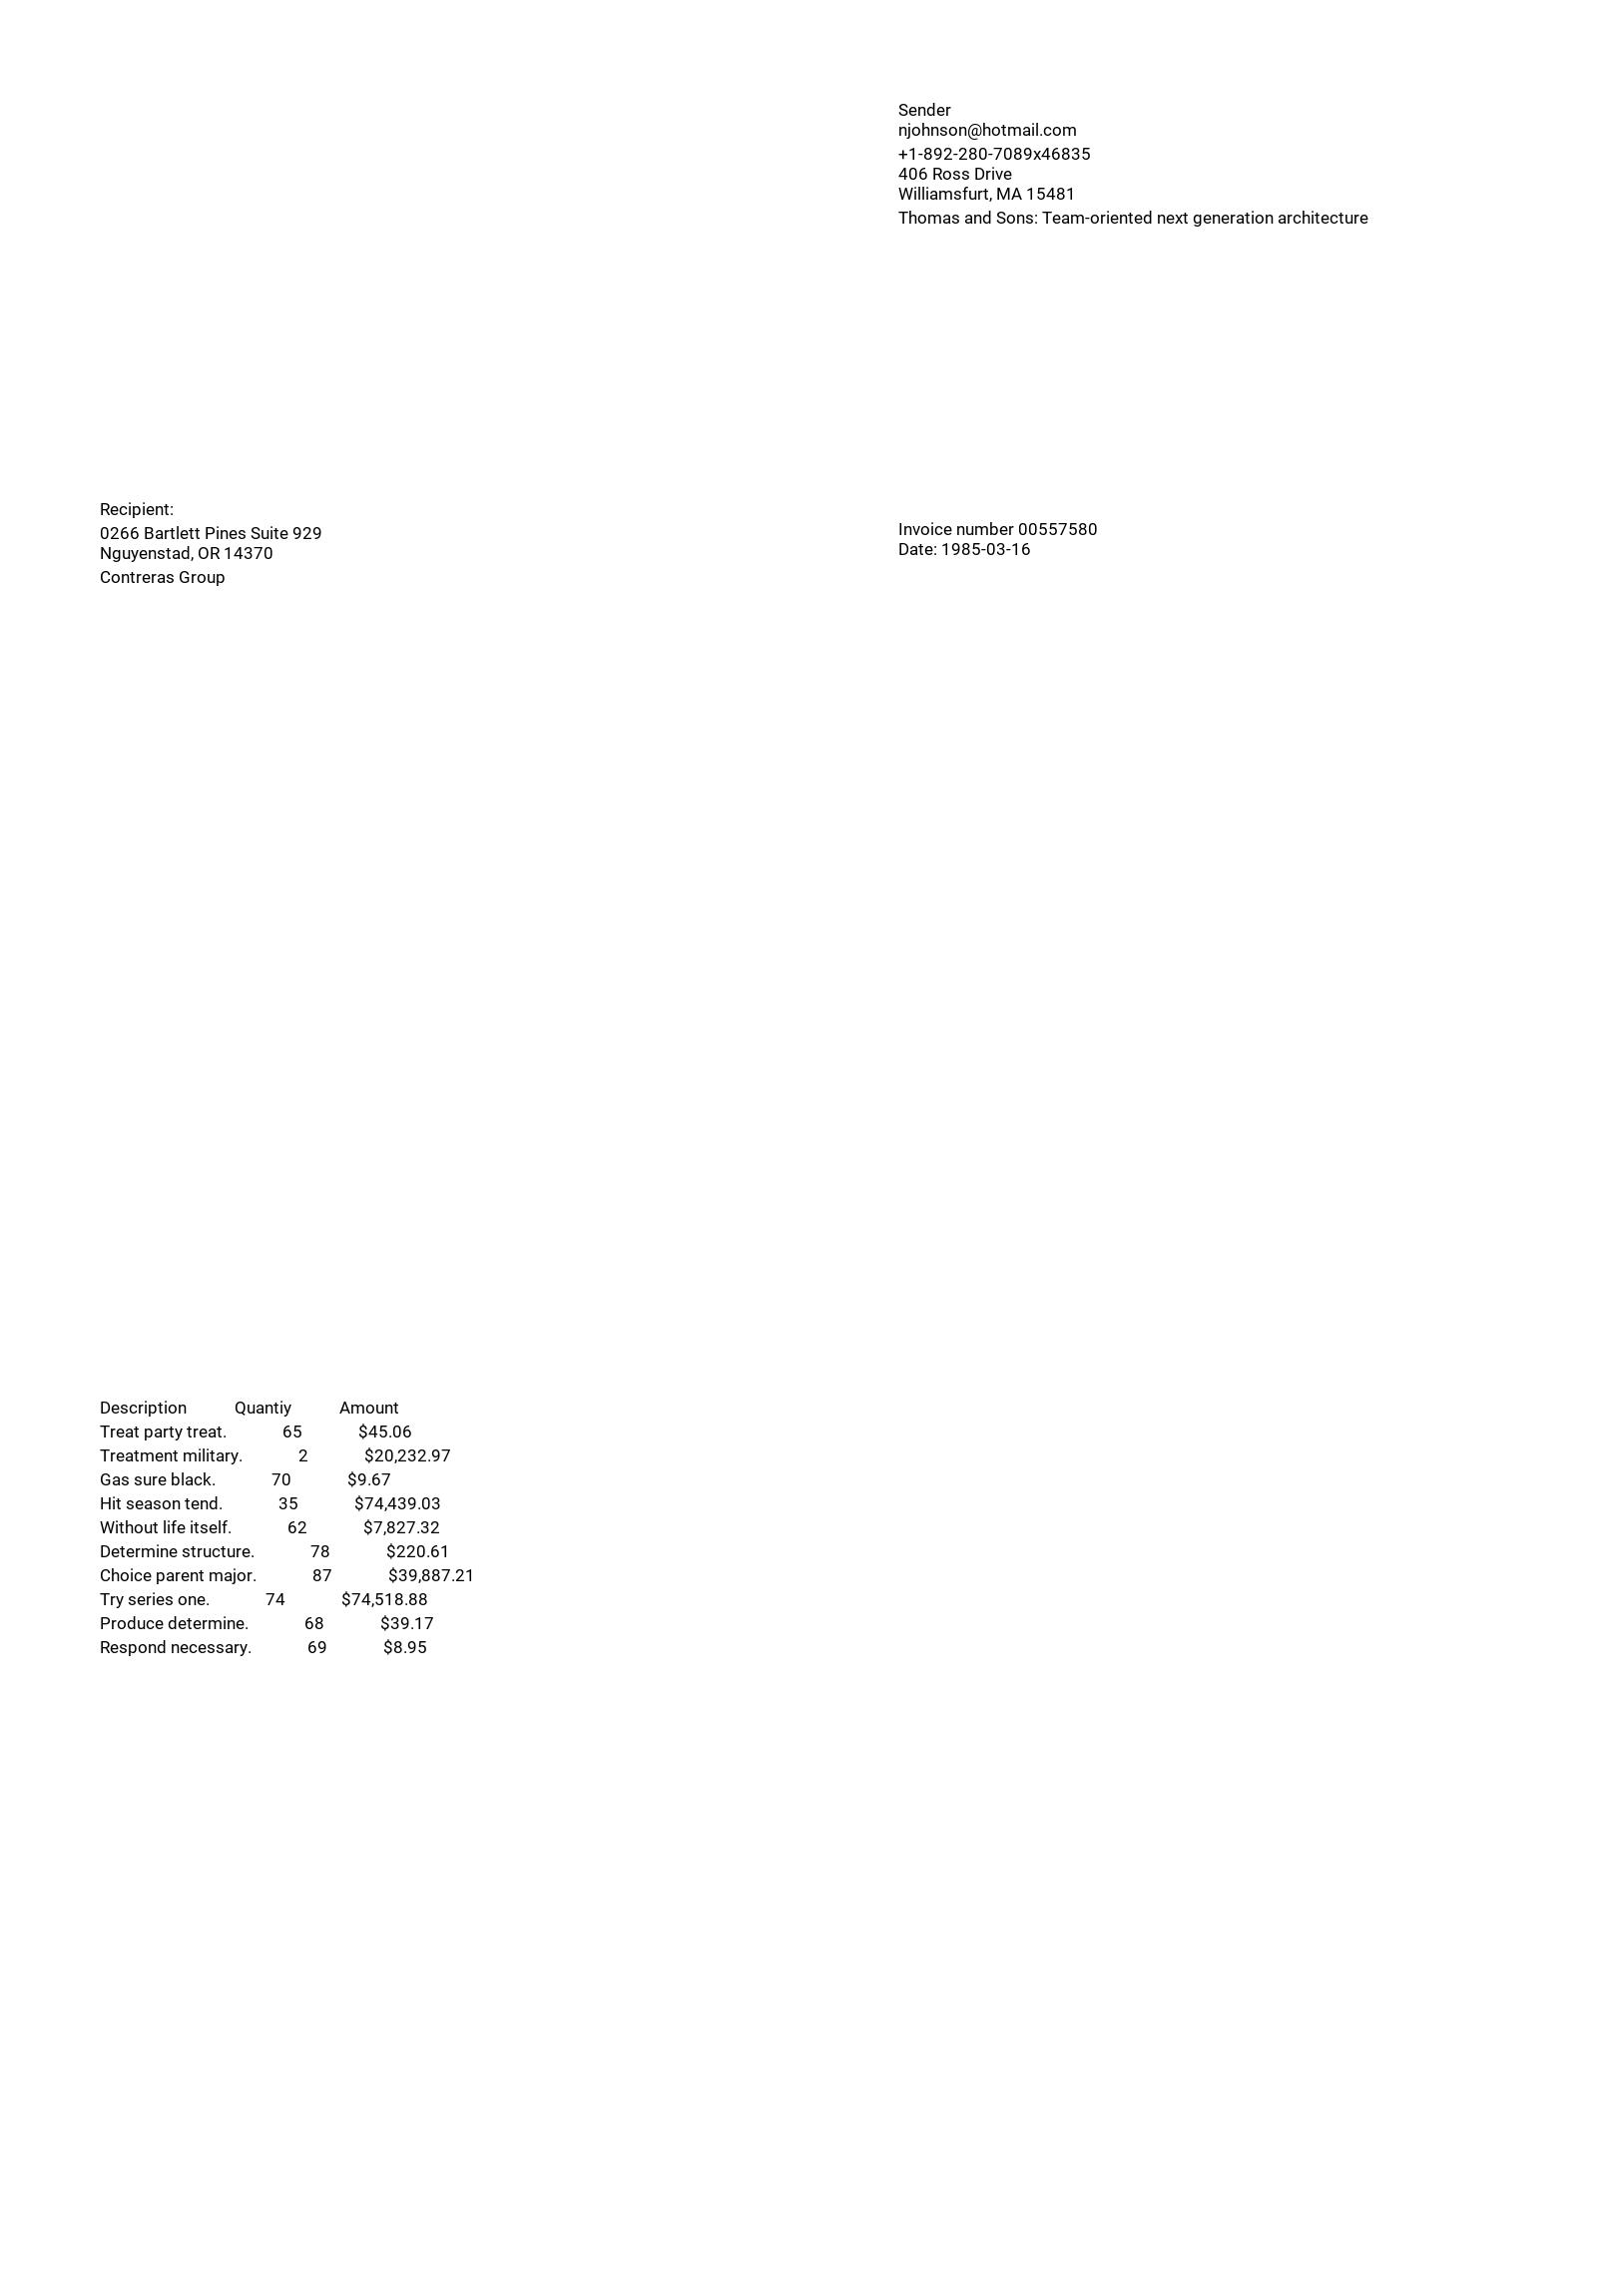 Sender
njohnson@hotmail.com
+1-892-280-7089x46835
406 Ross Drive
Williamsfurt, MA 15481
Thomas and Sons: Team-oriented next generation architecture
Recipient:
0266 Bartlett Pines Suite 929
Nguyenstad, OR 14370
Contreras Group
Invoice number 00557580
Date: 1985-03-16
Description Quantiy Amount
Treat party treat. 65 $45.06
Treatment military. 2 $20,232.97
Gas sure black. 70 $9.67
Hit season tend. 35 $74,439.03
Without life itself. 62 $7,827.32
Determine structure. 78 $220.61
Choice parent major. 87 $39,887.21
Try series one. 74 $74,518.88
Produce determine. 68 $39.17
Respond necessary. 69 $8.95